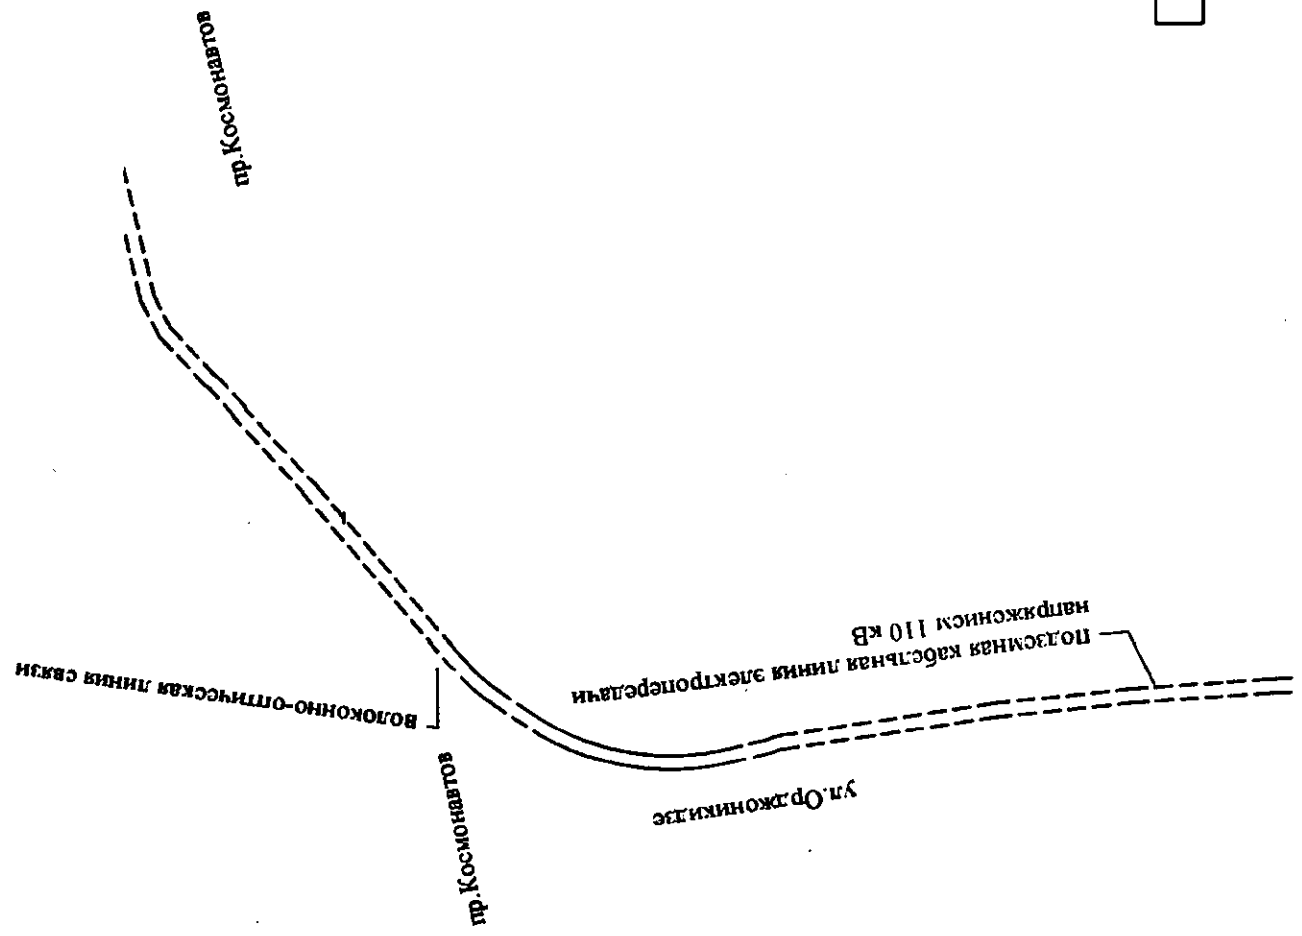 пр.Космонавтов
подземная кабельная линия электропередачи
напряжением 110 кВ
волоконно-оптическая линия связи
ул.Орджоникидзе
пр.Космонавтов